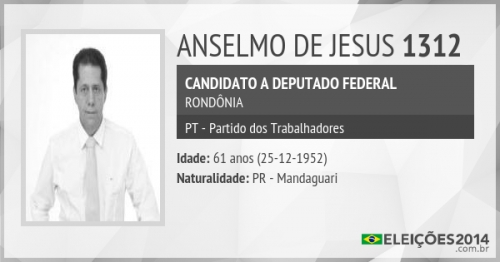 ANSELMO DE JESUS 1312
CANDIDATO A DEPUTADO FEDERAL
RONDÔNIA
PT - Partido dos Trabalhadores
Idade: 61 anos (25-12-1952)
Naturalidade: PR - Mandaguari
ELEIÇÕES2014
.com.br